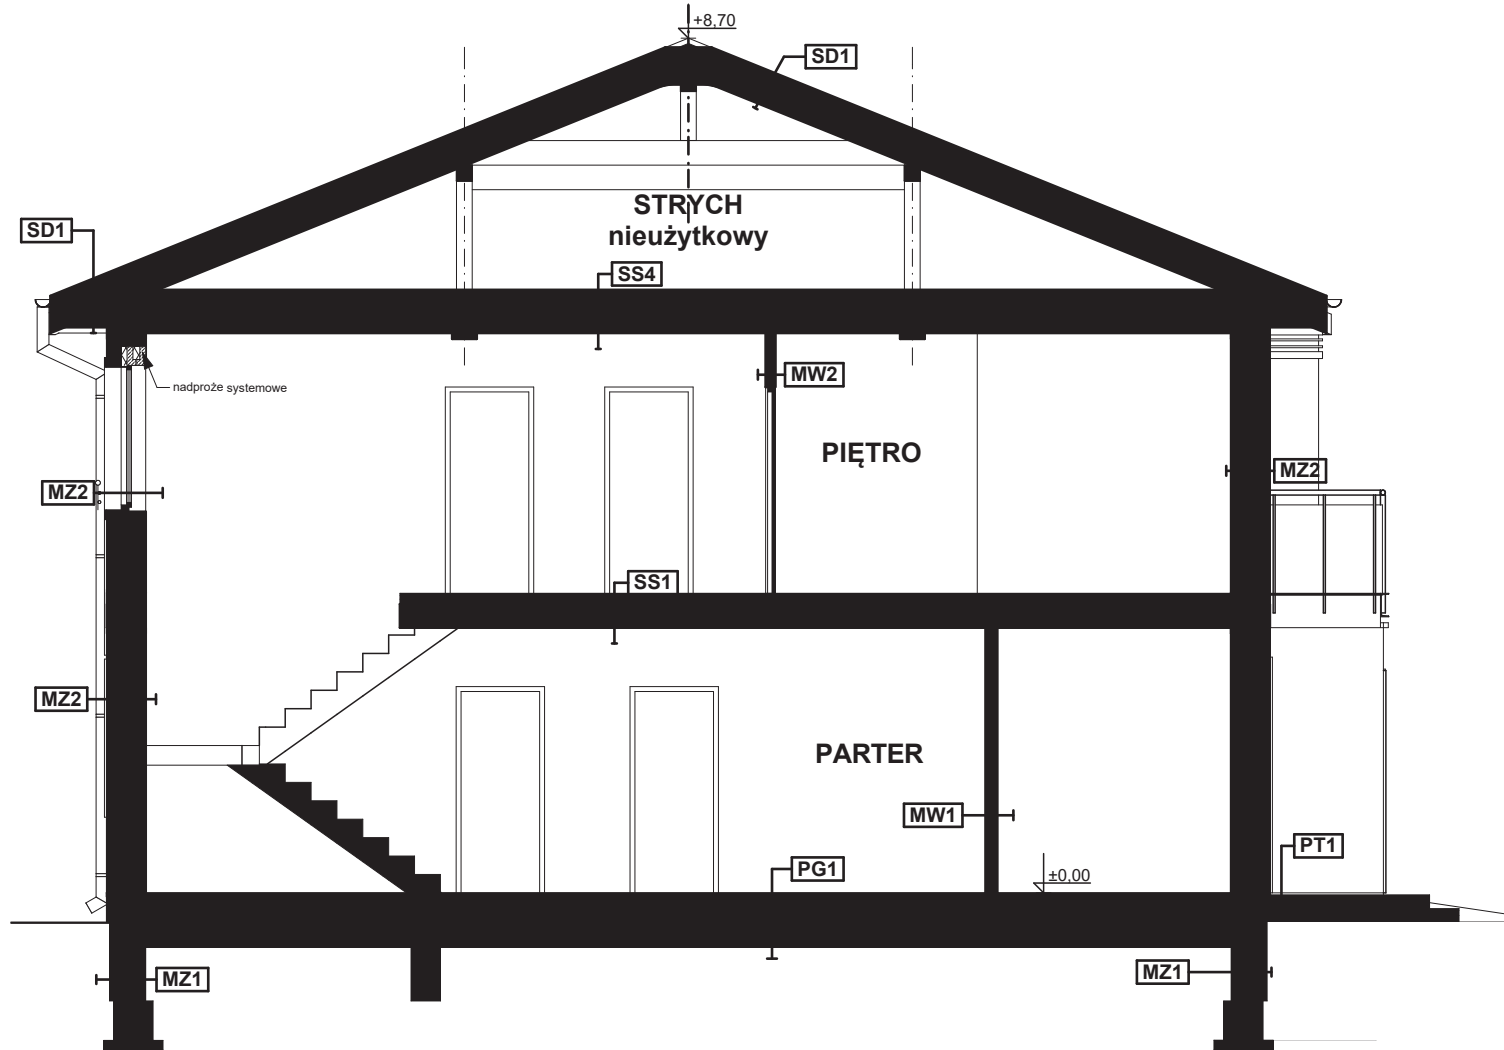 +8,70
SD1
STRYCH
nieużytkowy
SD1
SS4
nadproże systemowe
MW2
PIĘTRO
MZ2
MZ2
SS1
MZ2
PARTER
MW1
PT1
PG1
±0,00
MZ1
MZ1